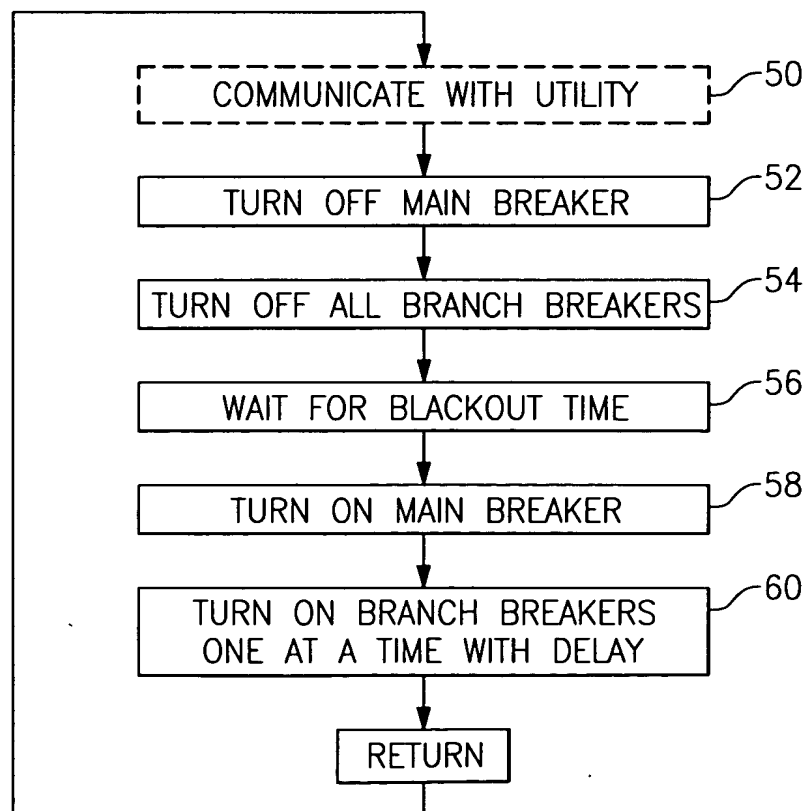 COMMUNICATE WITH UTILITY
50
TURN OFF MAIN BREAKER
52
TURN OFF ALL BRANCH BREAKERS
54
WAIT FOR BLACKOUT TIME
56
TURN ON MAIN BREAKER
58
TURN ON BRANCH BREAKERS
ONE AT A TIME WITH DELAY
60
RETURN